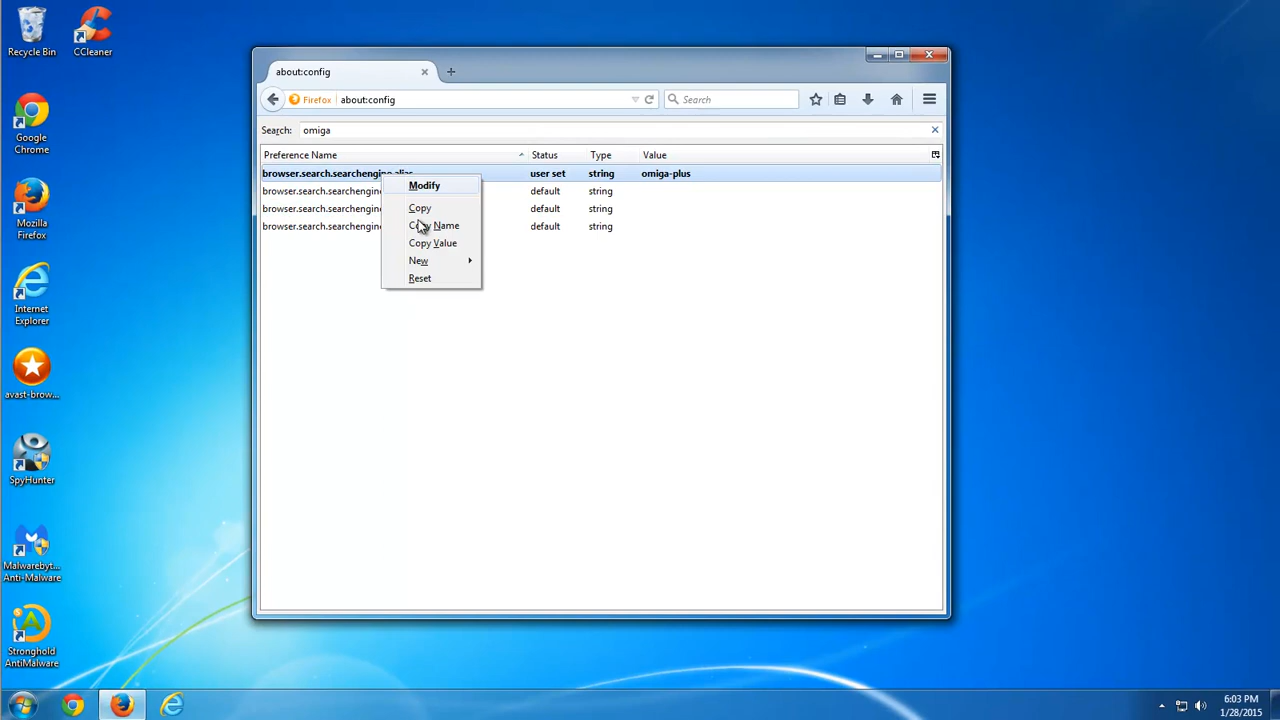 Recycle Bin
CCleaner
Google
Chrome
Mozilla
Firefox
Internet
Explorer
avast-brow...
SpyHunter
Malwarebyt...
Anti-Malware
Stronghold
AntiMalware
about:config
Firefox about:config
Search
Search: omiga
Preference Name Status Type Value
browser.search.searchengine.alias user set string omiga-plus
browser.search.searchengin default string
browser.search.searchengin default string
browser.search.searchengin default string
Modify
Copy
Copy Name
Copy Value
New
Reset
6:03 PM
1/28/2015